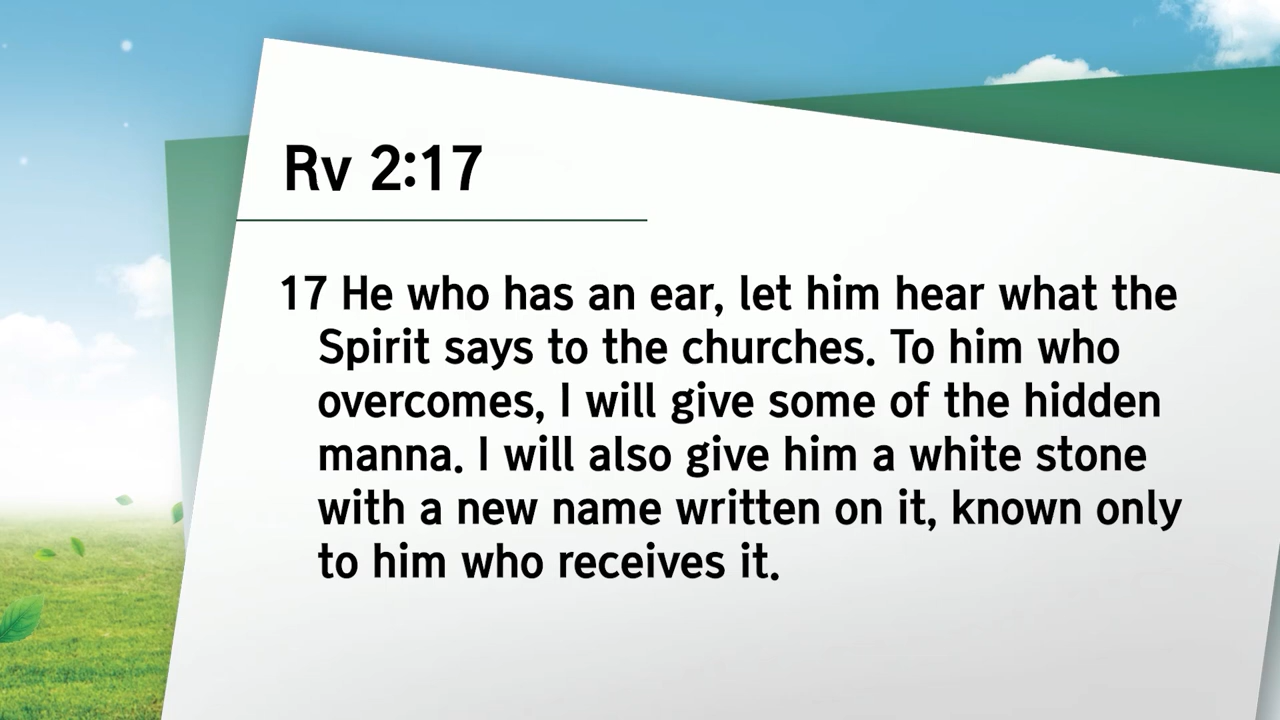 Rv 2:17
17 He who has an ear, let him hear what the
Spirit says to the churches. To him who
overcomes, I will give some of the hidden
manna. I will also give him a white stone
with a new name written on it, known only
to him who receives it.